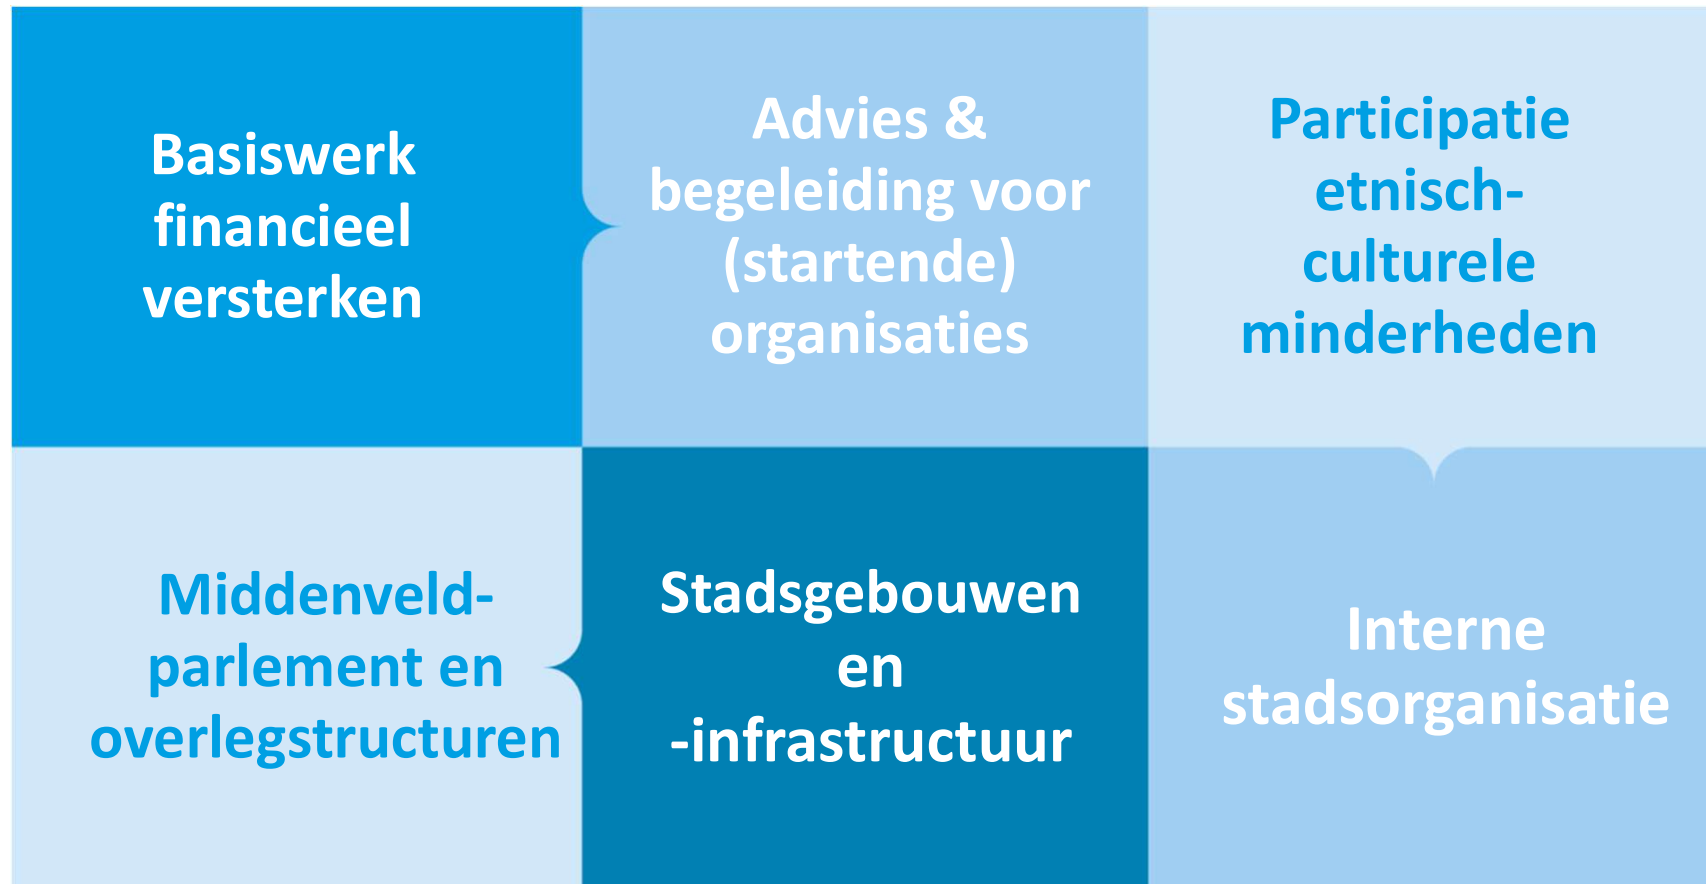 Basiswerk
financieel
versterken
Advies &
begeleiding voor
(startende)
organisaties
Participatie
etnisch-
culturele
minderheden
Middenveld-
parlement en
overlegstructuren
Stadsgebouwen
en
-infrastructuur
Interne
stadsorganisatie